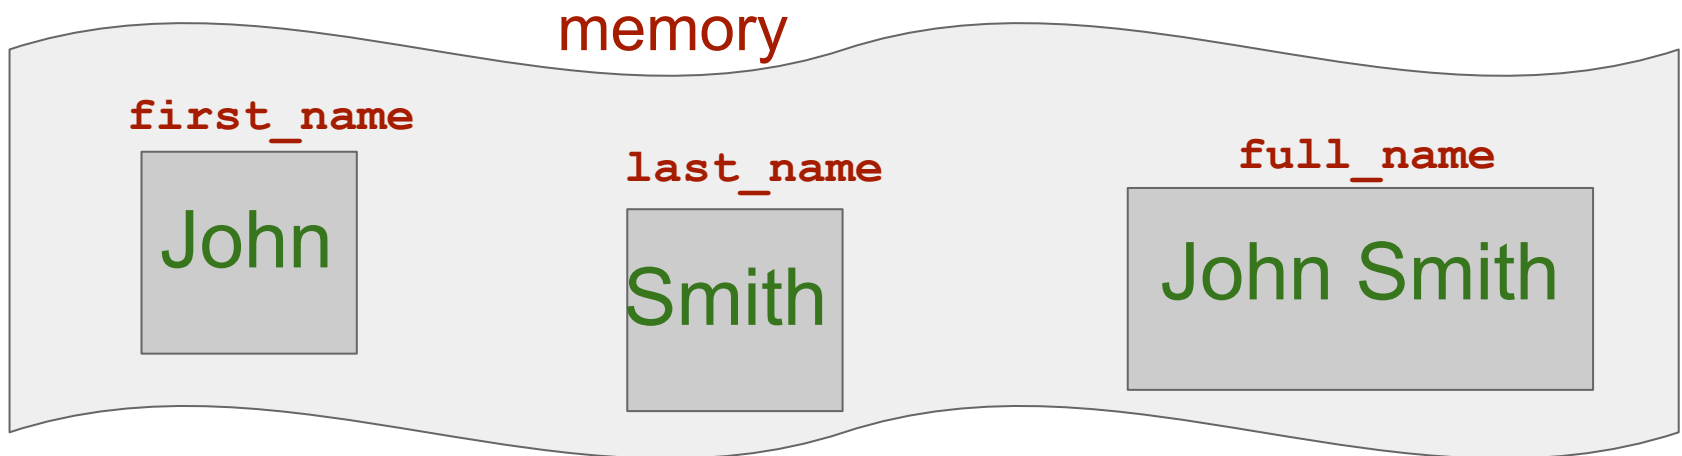 memory
first_name
John
last_name
Smith
full_name
John Smith